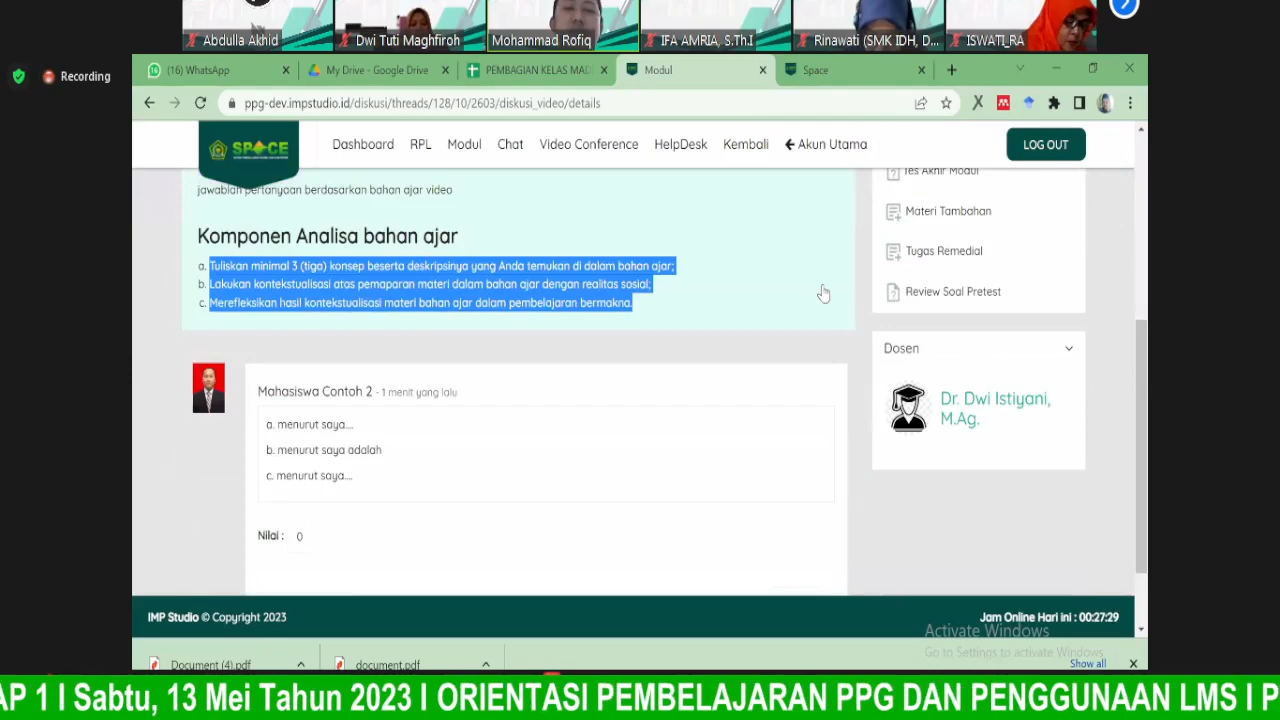 Abdulla Akhid
Dwi Tuti Maghfiroh
Mohammad Rofiq
IFA AMRIA, S.Th.I
Rinawati (SMK IDH, D...
ISWATI_RA
Recording
(16) WhatsApp
My Drive - Google Drive
PEMBAGIAN KELAS MAD
Modul
Space
ppg-dev.impstudio.id/diskusi/threads/128/10/2603/diskusi_video/details
SPACE
Dashboard
RPL
Modul
Chat
Video Conference
HelpDesk
Kembali
Akun Utama
LOG OUT
jawablah pertanyaan berdasarkan bahan ajar video
Komponen Analisa bahan ajar
a. Tuliskan minimal 3 (tiga) konsep beserta deskripsinya yang Anda temukan di dalam bahan ajar;
b. Lakukan kontekstualisasi atas pemaparan materi dalam bahan ajar dengan realitas sosial;
c. Merefleksikan hasil kontekstualisasi materi bahan ajar dalam pembelajaran bermakna.
Tes Akhir Modul
Materi Tambahan
Tugas Remedial
Review Soal Pretest
Dosen
Dr. Dwi Istiyani,
M.Ag.
Mahasiswa Contoh 2 - 1 menit yang lalu
a. menurut saya....
b. menurut saya adalah
c. menurut saya....
Nilai : 0
IMP Studio © Copyright 2023
Jam Online Hari ini : 00:27:29
Activate Windows
Go to Settings to activate Windows.
Document (4).pdf
document.pdf
Show all
AP 1 I Sabtu, 13 Mei Tahun 2023 I ORIENTASI PEMBELAJARAN PPG DAN PENGGUNAAN LMS I P